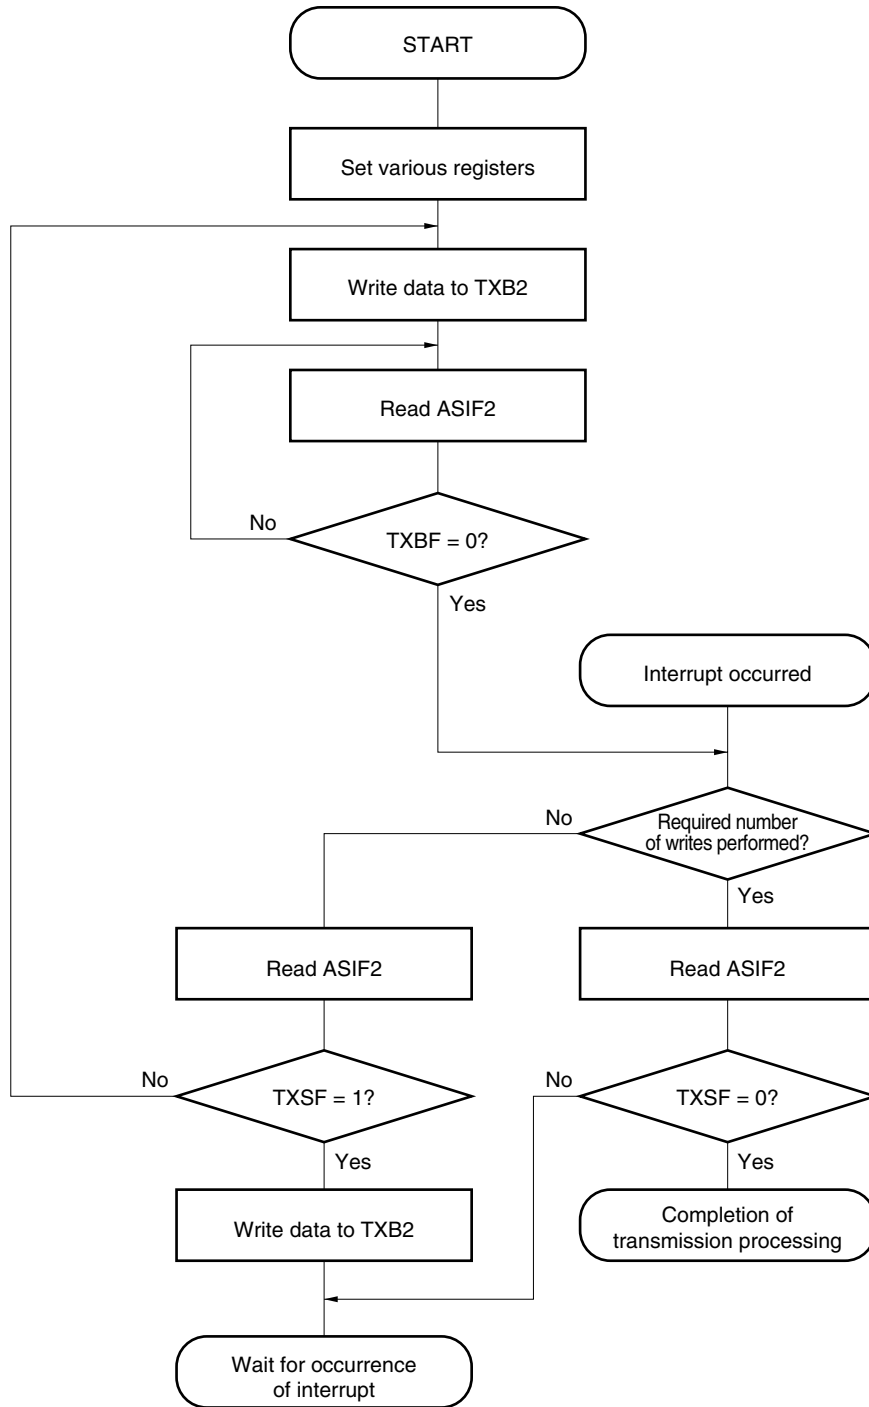 START
Set various registers
Write data to TXB2
Read ASIF2
No
TXBF = 0?
Yes
Interrupt occurred
No
Required number
of writes performed?
Yes
Read ASIF2
Read ASIF2
No
TXSF = 1?
No
TXSF = 0?
Yes
Yes
Write data to TXB2
Completion of
transmission processing
Wait for occurrence
of interrupt